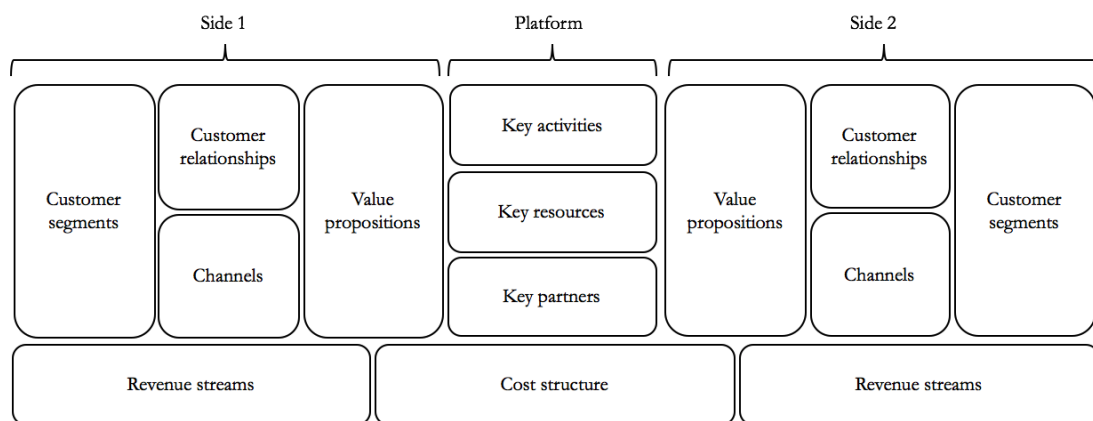 Side 1
Platform
Side 2
Customer
segments
Customer
relationships
Channels
Value
propositions
Key activities
Key resources
Key partners
Value
propositions
Customer
relationships
Channels
Customer
segments
Revenue streams
Cost structure
Revenue streams